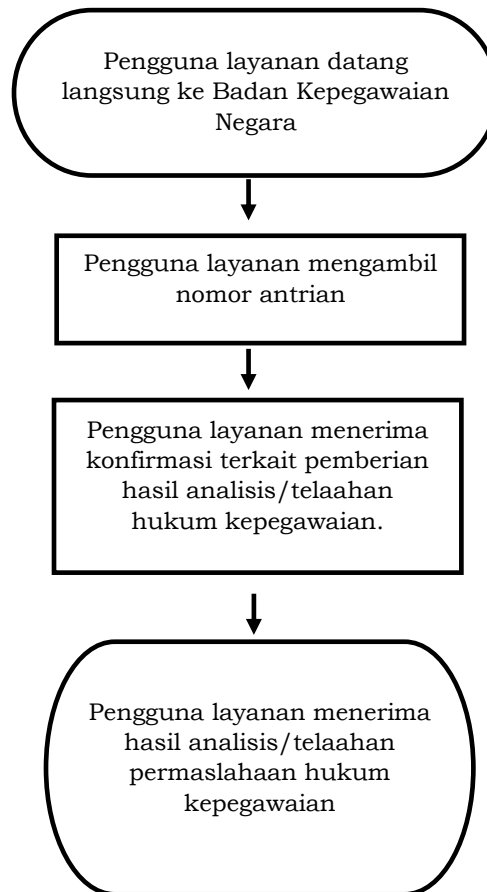 Pengguna layanan datang
langsung ke Badan Kepegawaian
Negara
Pengguna layanan mengambil
nomor antrian
Pengguna layanan menerima
konfirmasi terkait pemberian
hasil analisis/telaahan
hukum kepegawaian.
Pengguna layanan menerima
hasil analisis/telaahan
permaslahaan hukum
kepegawaian